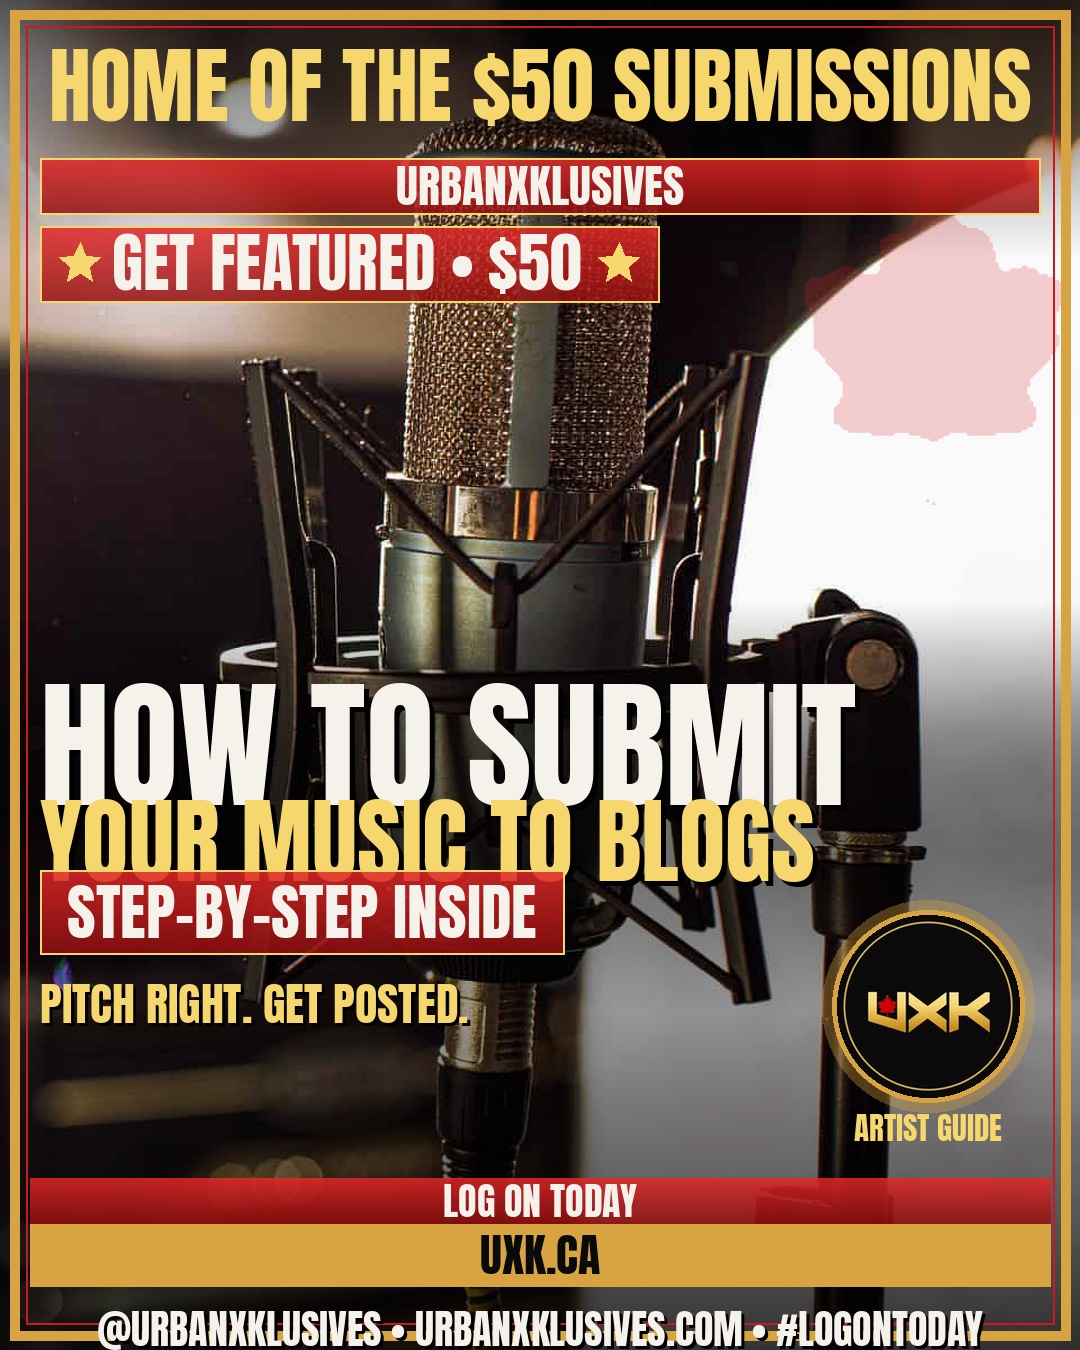 HOME OF THE $50 SUBMISSIONS
URBANXKLUSIVES
★ GET FEATURED • $50 ★
HOW TO SUBMIT
YOUR MUSIC TO BLOGS
STEP-BY-STEP INSIDE
PITCH RIGHT. GET POSTED.
UXK
ARTIST GUIDE
LOG ON TODAY
UXK.CA
@URBANXKLUSIVES • URBANXKLUSIVES.COM • #LOGONTODAY